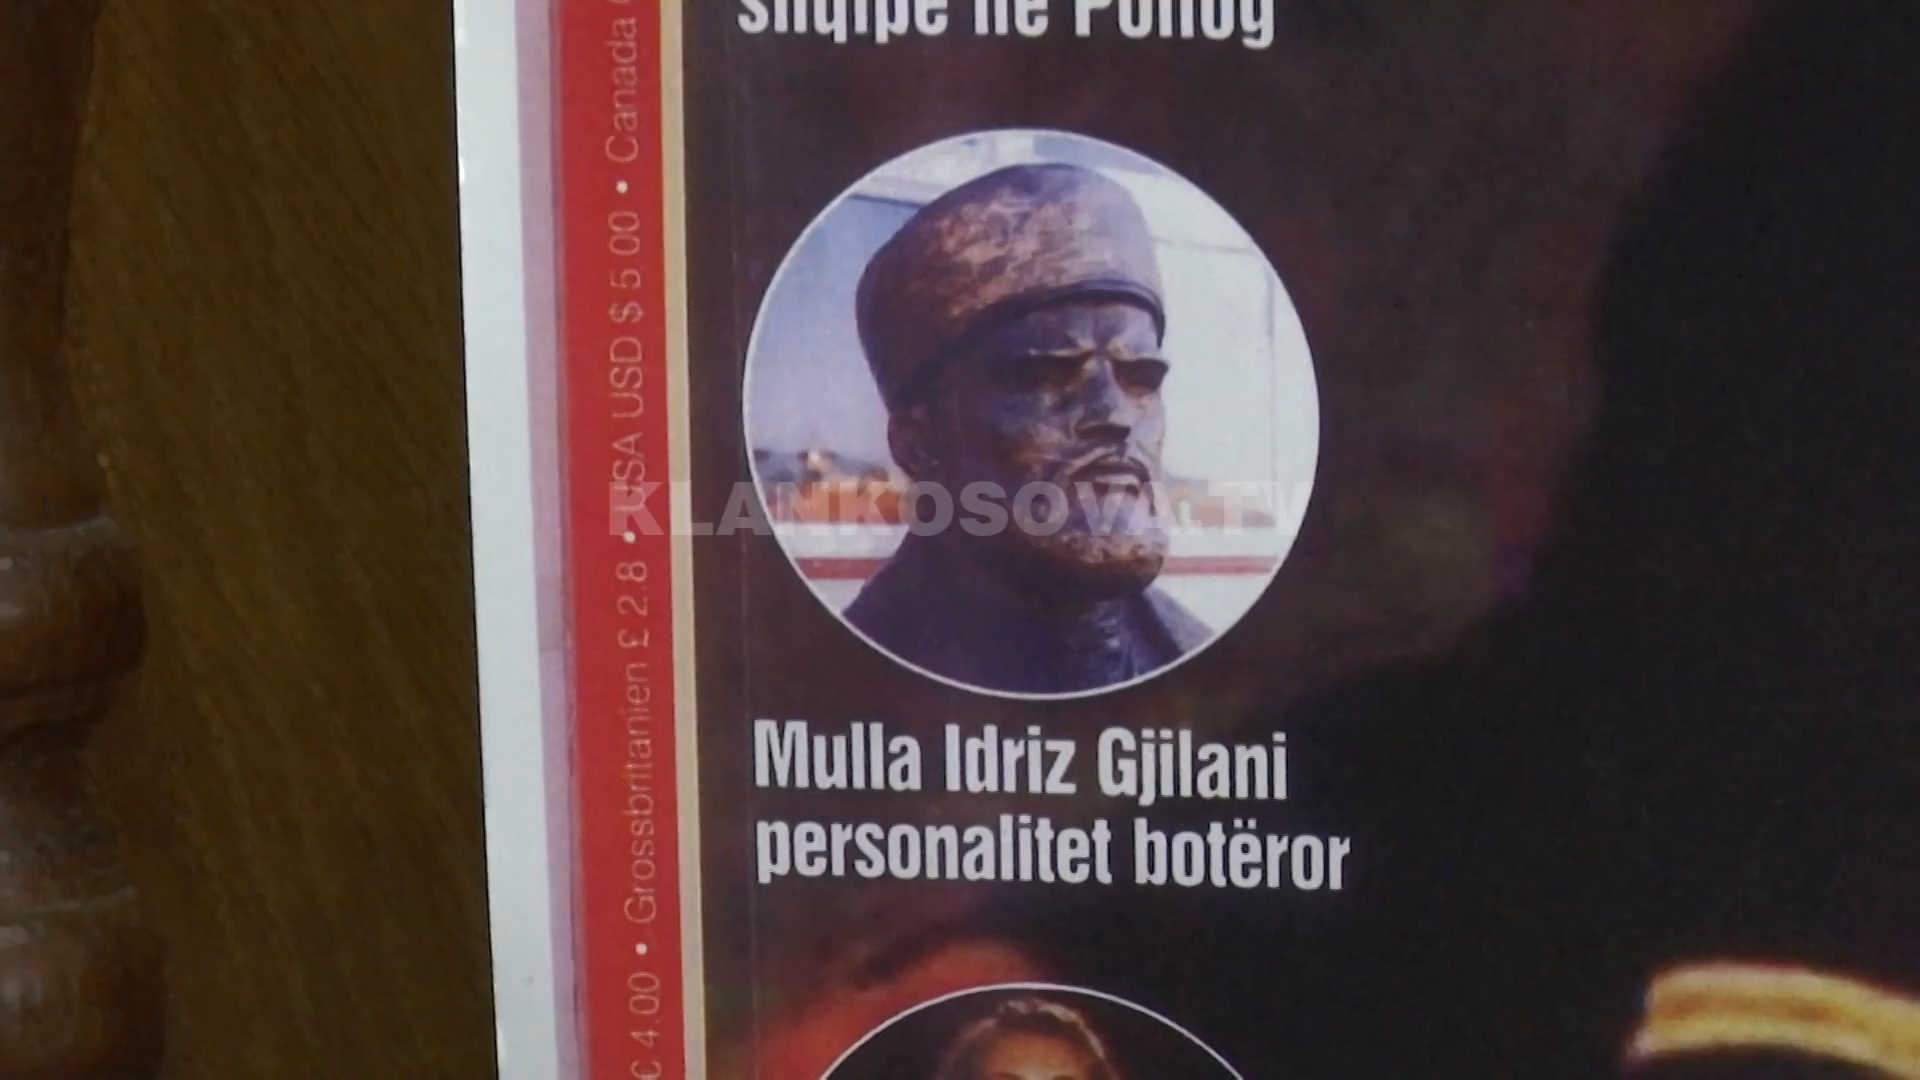 shqipe në Pollog
Mulla Idriz Gjilani
personalitet botëror
€ 4.00 • Grossbritanien £ 2.8 • USA USD $ 5 00 • Canada
KLANKOSOVA.TV